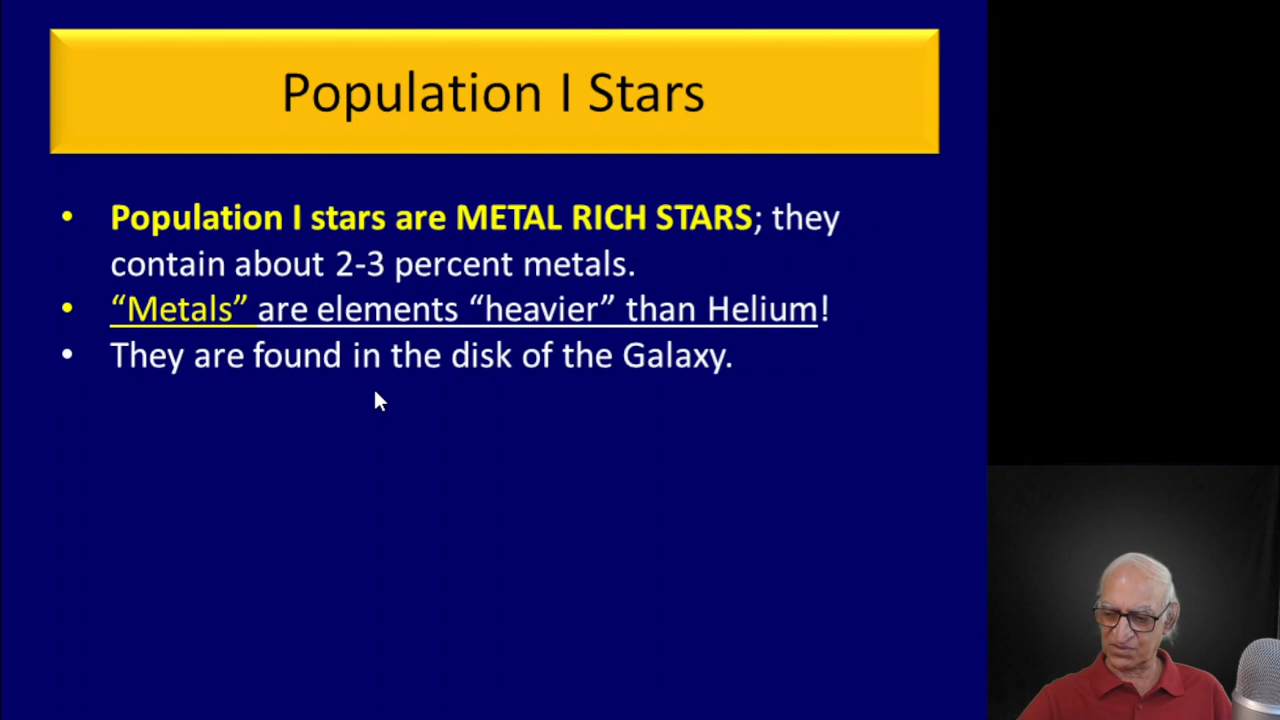 Population I Stars
• Population I stars are METAL RICH STARS; they
contain about 2-3 percent metals.
• “Metals” are elements “heavier” than Helium!
• They are found in the disk of the Galaxy.